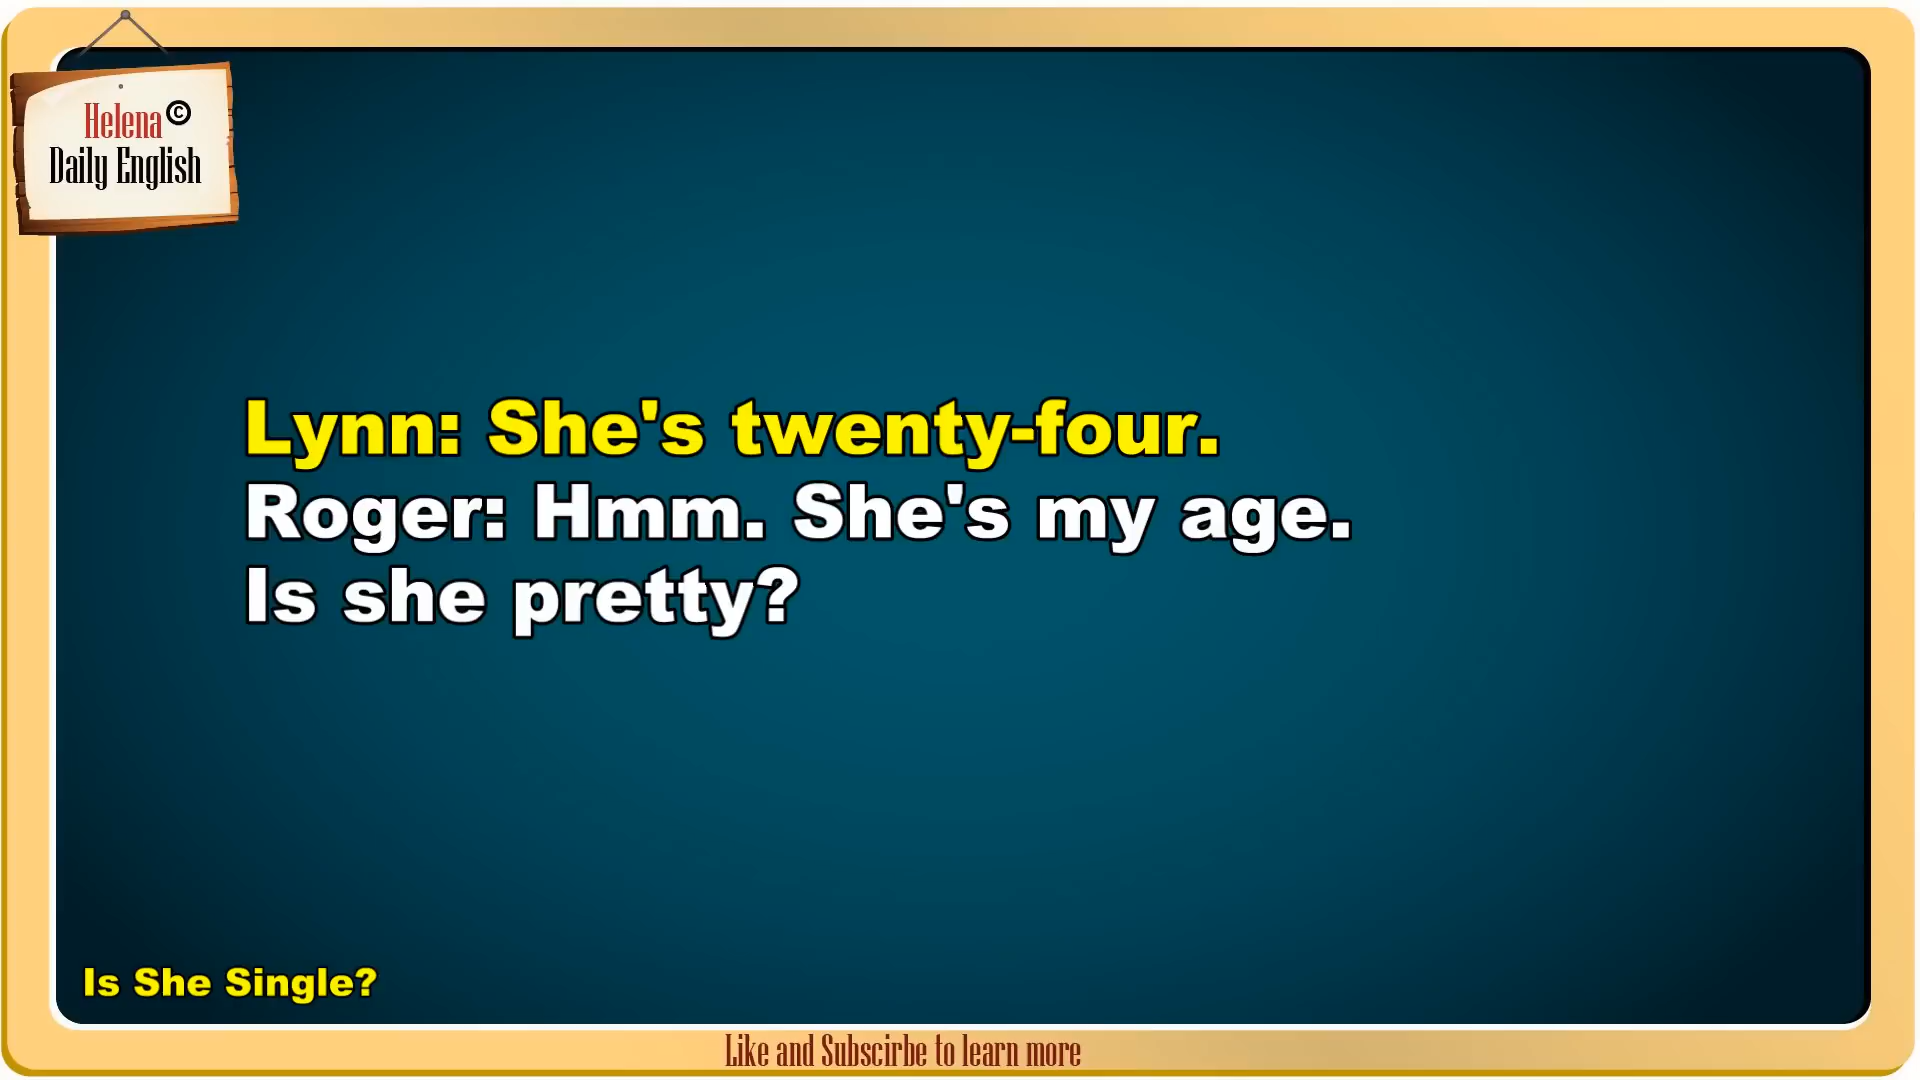 Helena©
Daily English
Lynn: She's twenty-four.
Roger: Hmm. She's my age.
Is she pretty?
Is She Single?
Like and Subscirbe to learn more